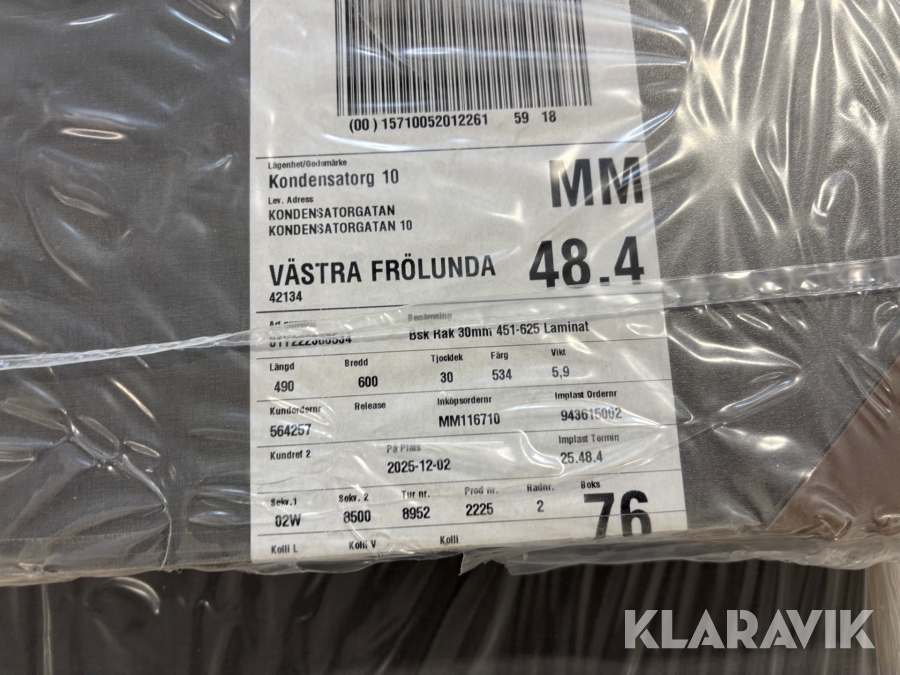 (00) 15710052012261 59 18
Lägenhet/Godsmärke
Kondensatorg 10
MM
Lev. Adress
KONDENSATORGATAN
KONDENSATORGATAN 10
VÄSTRA FRÖLUNDA
48.4
42134
Benämning
Bsk Rak 30mm 451-625 Laminat
Längd Bredd Tjocklek Färg Vikt
490 600 30 534 5,9
Kundordernr Release Inköpsordernr Implast Ordernr
564257 MM116710 943615002
Kundref 2 På Plats Implast Termin
2025-12-02 25.48.4
Sekv.1 Sekv. 2 Tur nr. Prod nr. Radnr. Boks
02W 8500 8952 2225 2 76
Kolli L Kolli V Kolli
KLARAVIK